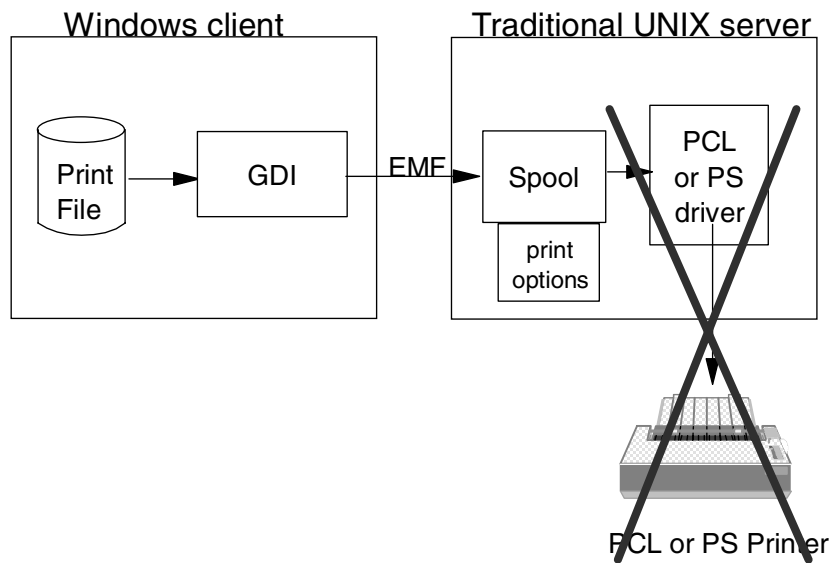 Windows client
Traditional UNIX server
Print
File
GDI
EMF
Spool
print
options
PCL
or PS
driver
PCL or PS Printer